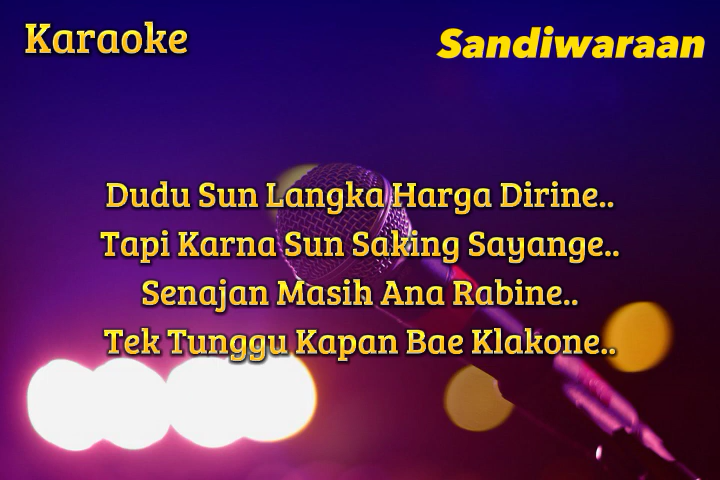 Karaoke
Sandiwaraan
Dudu Sun Langka Harga Dirine..
Tapi Karna Sun Saking Sayange..
Senajan Masih Ana Rabine..
Tek Tunggu Kapan Bae Klakone..